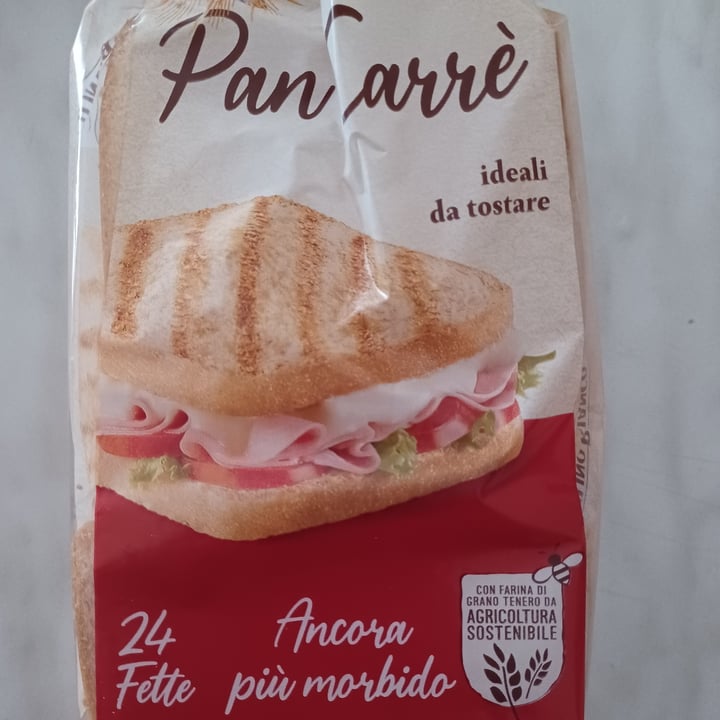 PanCarrè
ideali
da tostare
24
Fette
Ancora
più morbido
CON FARINA DI
GRANO TENERO DA
AGRICOLTURA
SOSTENIBILE